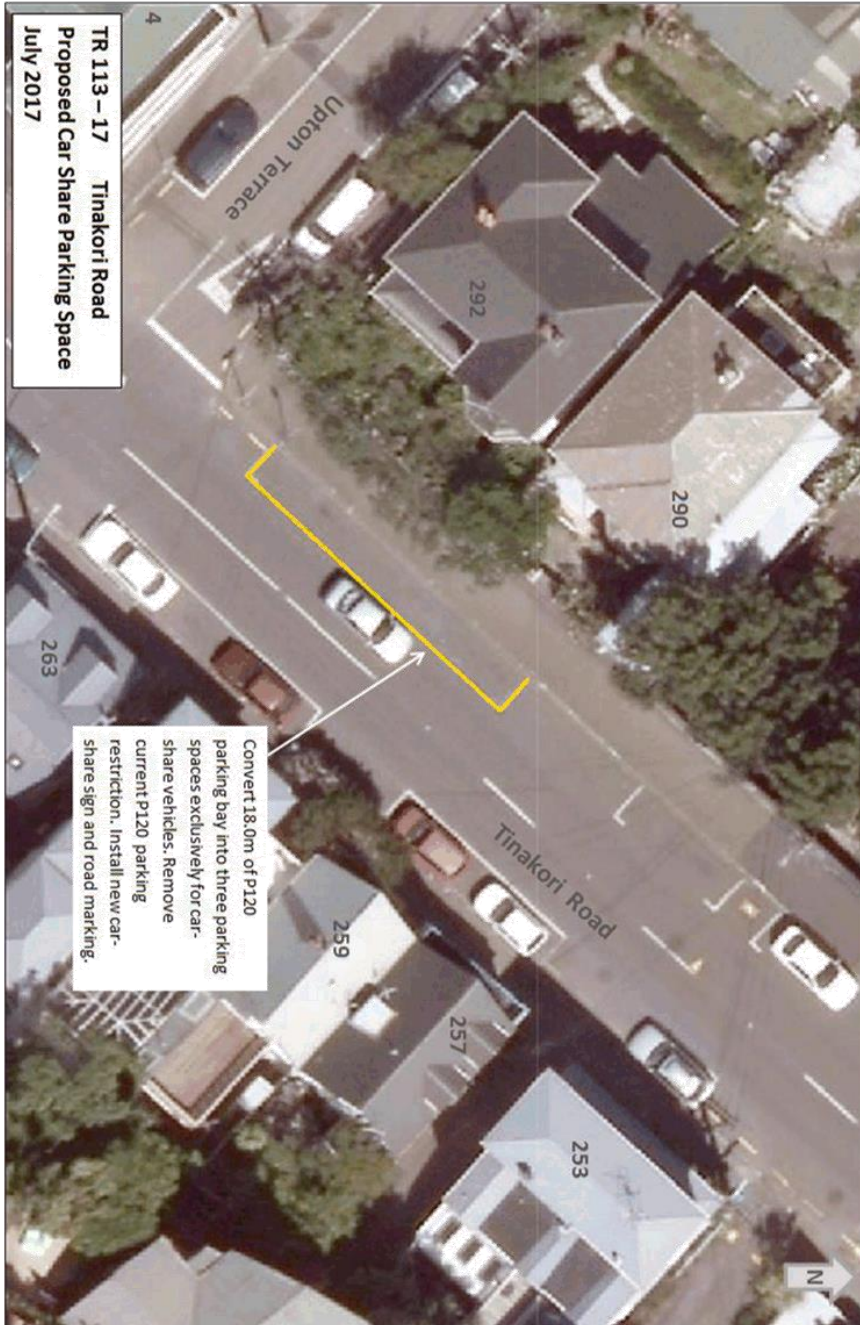 TR 113 – 17 Tinakori Road
Proposed Car Share Parking Space
July 2017
4
Upton Terrace
292
290
263
Convert 18.0m of P120
parking bay into three parking
spaces exclusively for car-
share vehicles. Remove
current P120 parking
restriction. Install new car-
share sign and road marking.
Tinakori Road
259
257
253
N